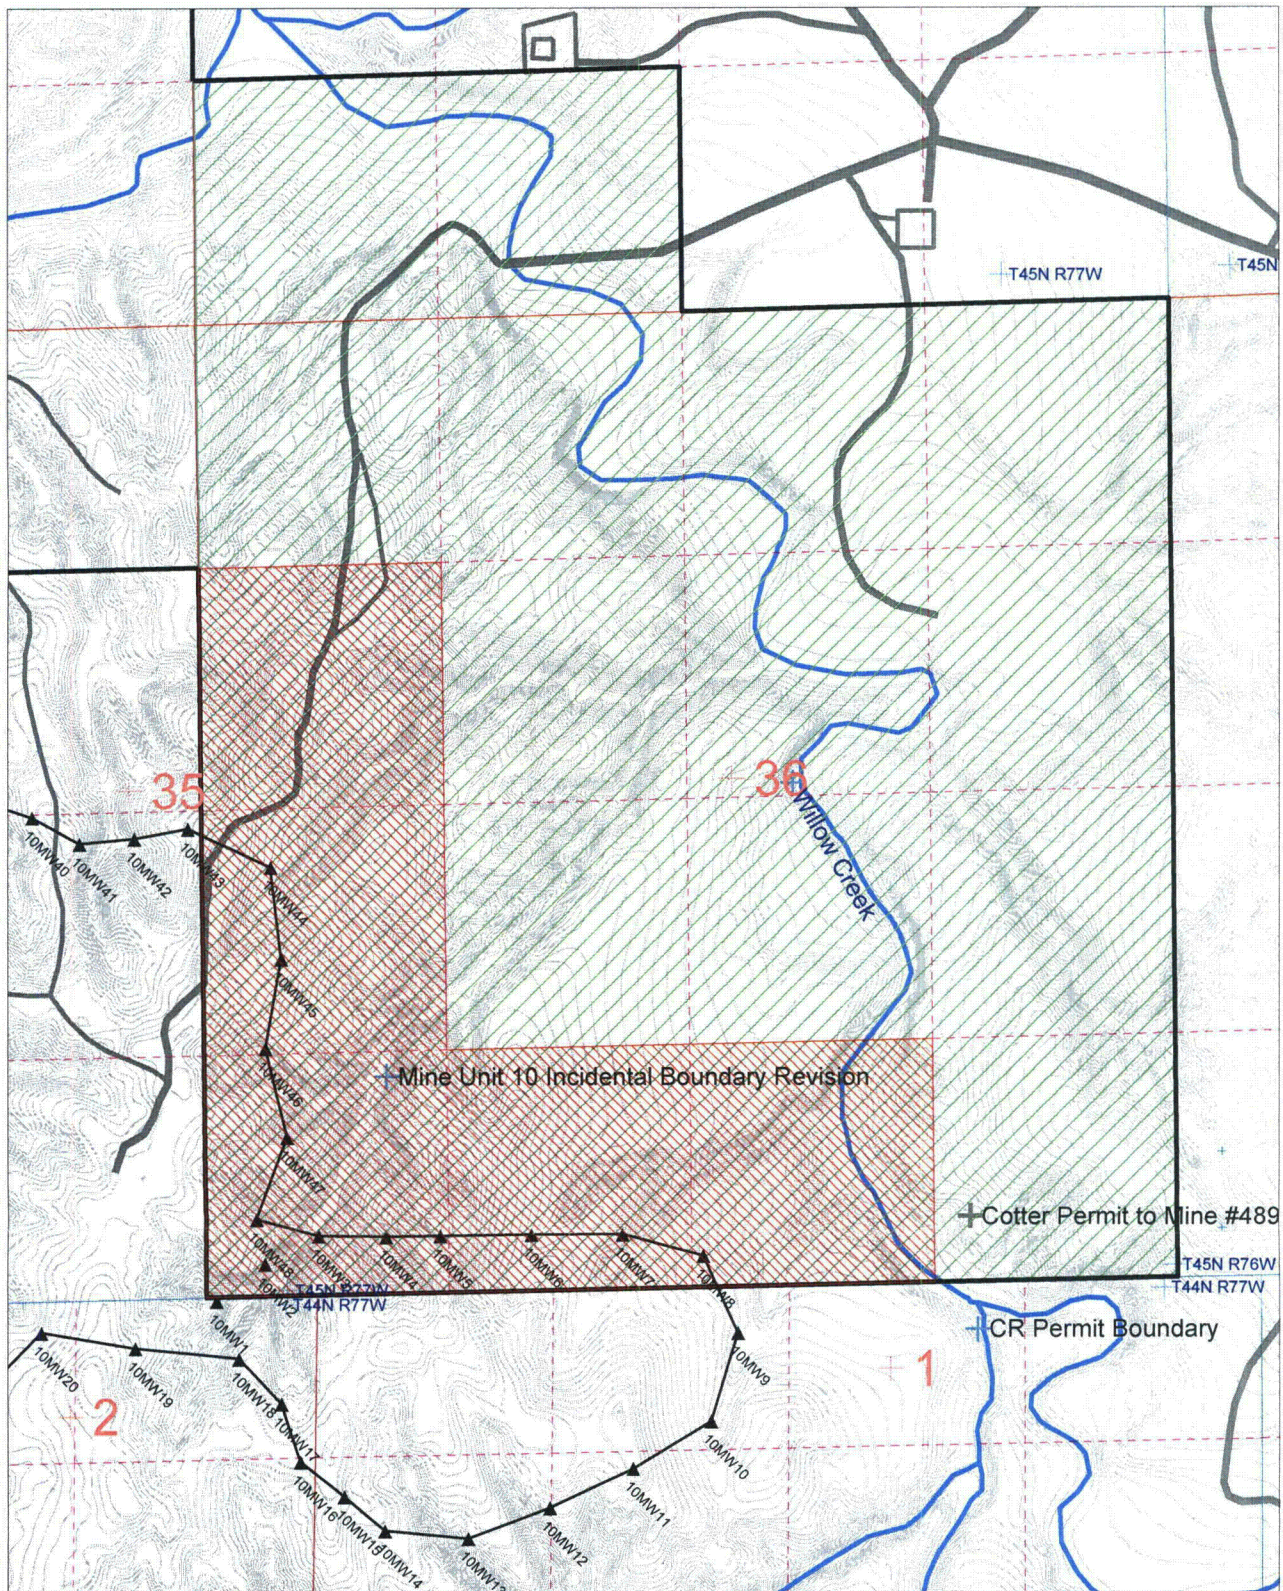 T45N R77W
T45N
35
36
Willow Creek
10MW40
10MW41
10MW42
10MW43
10MW44
10MW45
10MW46
Mine Unit 10 Incidental Boundary Revision
10MW47
Cotter Permit to Mine #489
10MW48
10MW3
10MW4
10MW5
10MW6
10MW7
10MW8
10MW2
T45N R76W
T44N R77W
T45N R77W
T44N R77W
10MW1
CR Permit Boundary
10MW9
10MW20
10MW19
10MW18
1
2
10MW17
10MW10
10MW16
10MW11
10MW15
10MW12
10MW14
10MW13